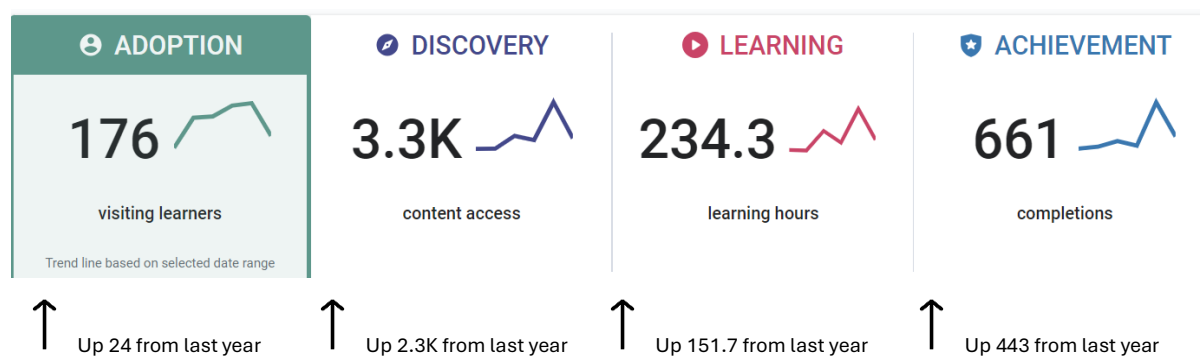 ADOPTION
176
visiting learners
Trend line based on selected date range
Up 24 from last year
DISCOVERY
3.3K
content access
Up 2.3K from last year
LEARNING
234.3
learning hours
Up 151.7 from last year
ACHIEVEMENT
661
completions
Up 443 from last year